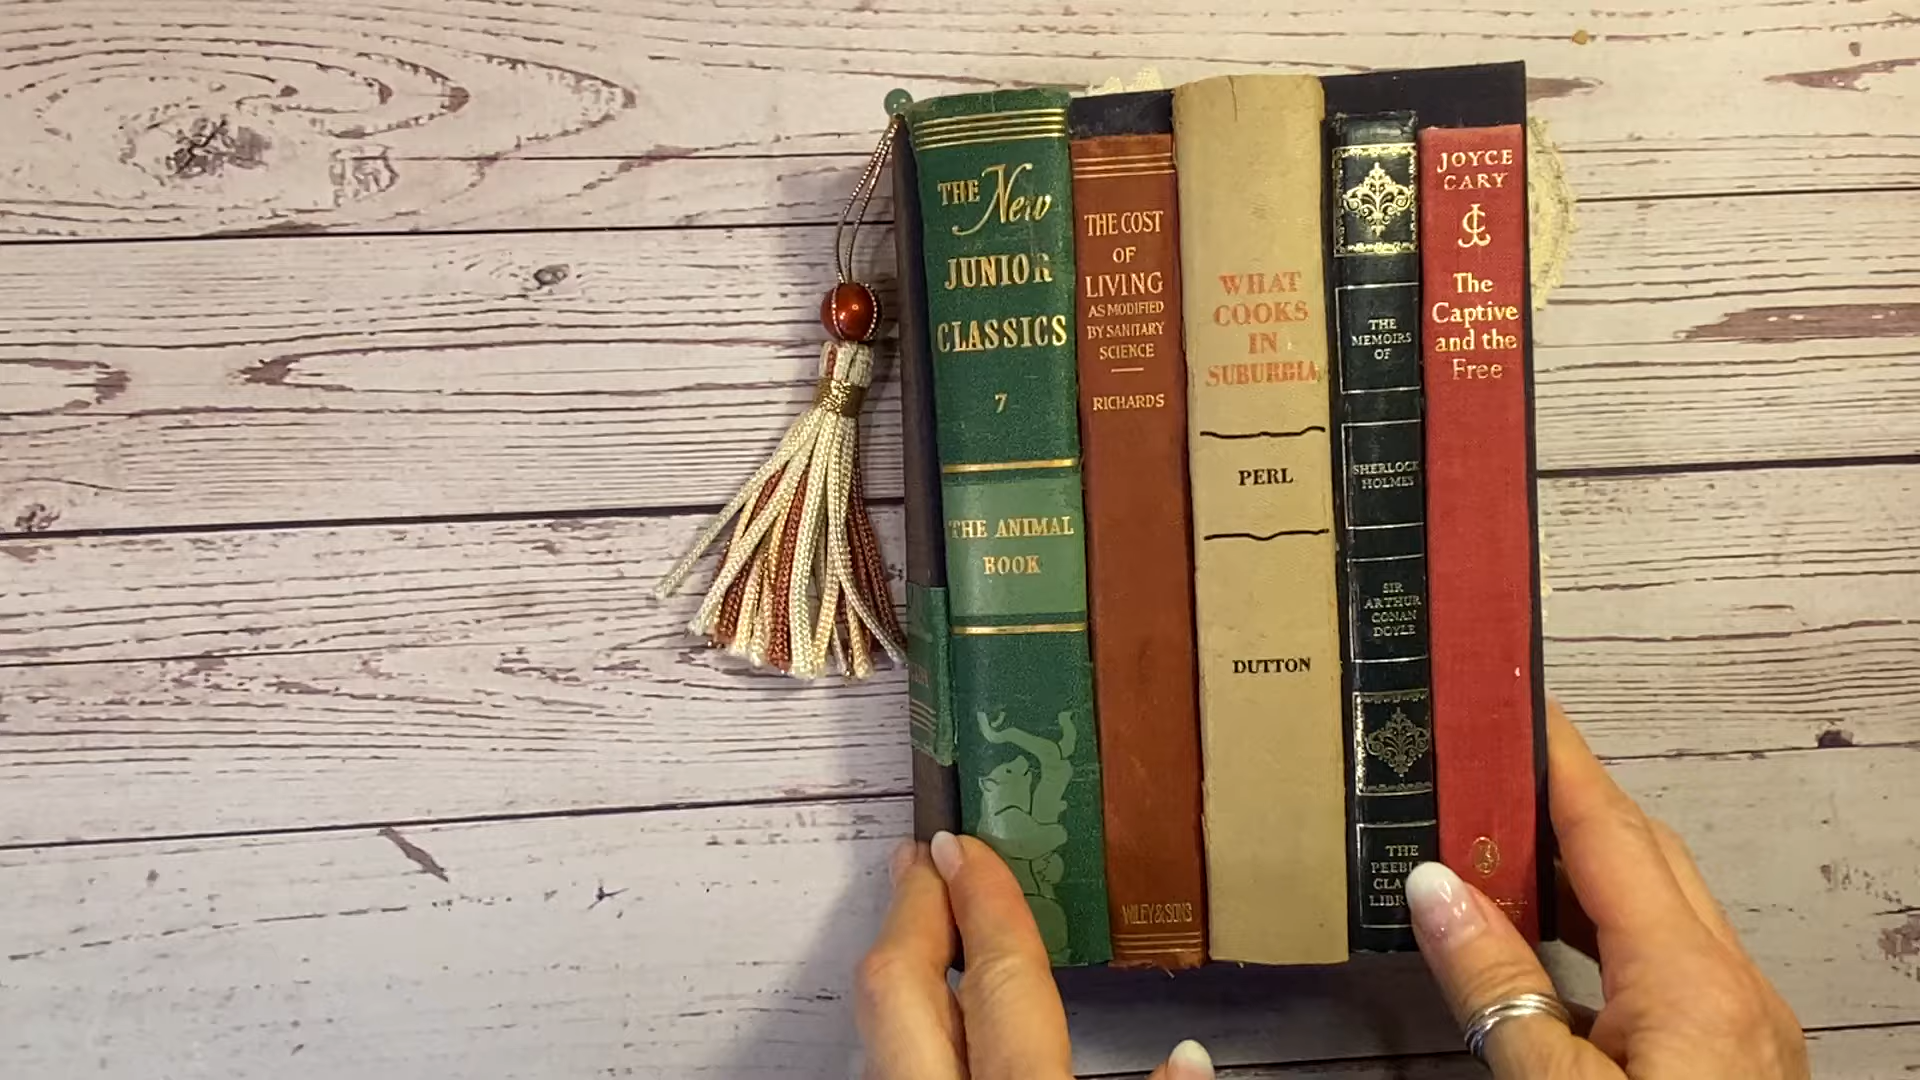 THE New
JUNIOR
CLASSICS
7
THE ANIMAL
BOOK
THE COST
OF
LIVING
AS MODIFIED
BY SANITARY
SCIENCE
RICHARDS
WILEY & SONS
WHAT
COOKS
IN
SUBURBIA
PERL
DUTTON
THE
MEMOIRS
OF
SHERLOCK
HOLMES
SIR
ARTHUR
CONAN
DOYLE
THE
JOYCE
CARY
JC
The
Captive
and the
Free